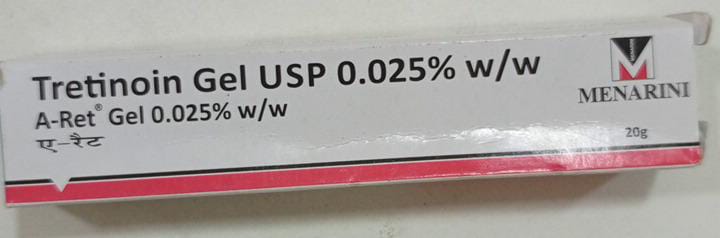 Tretinoin Gel USP 0.025% w/w
A-Ret® Gel 0.025% w/w
ए-रैट
MENARINI
20g